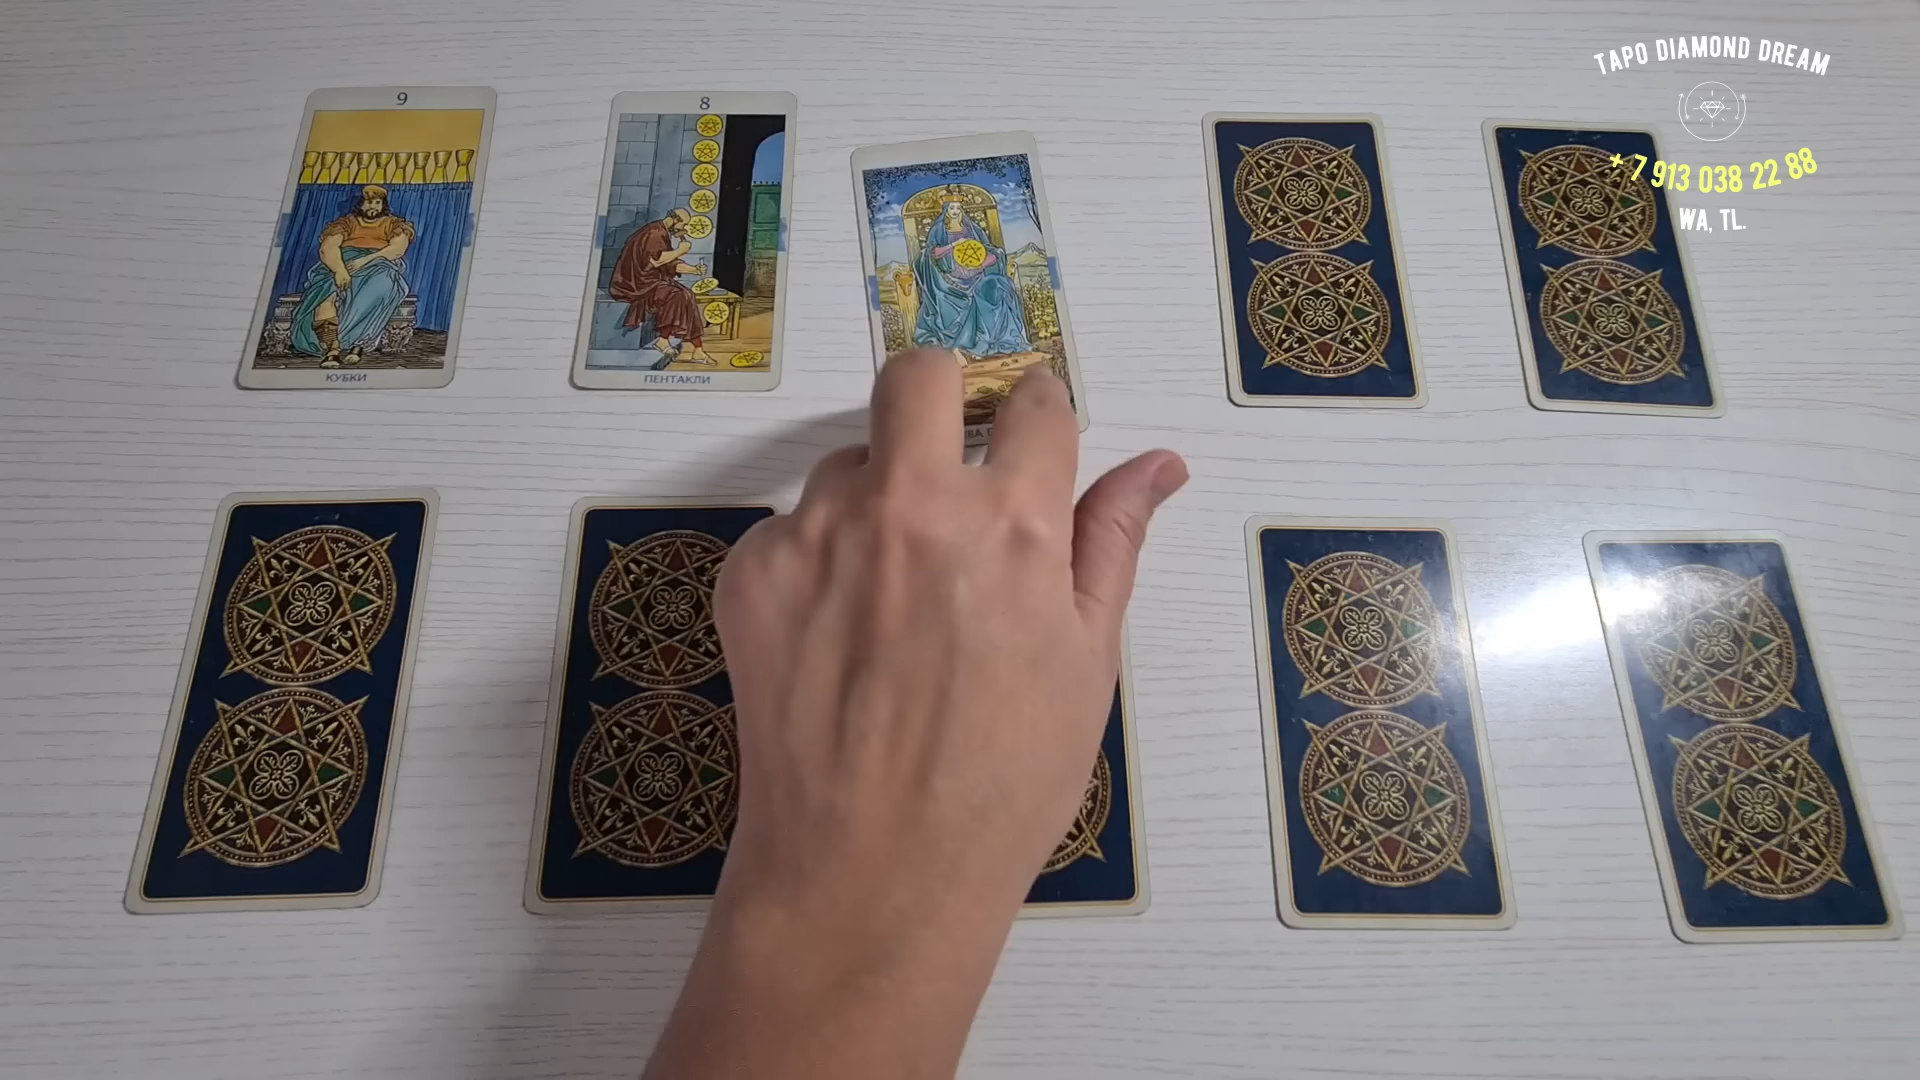 9
КУБКИ
8
ПЕНТАКЛИ
ТАРО DIAMOND DREAM
+ 7 913 038 22 88
WA, TL.